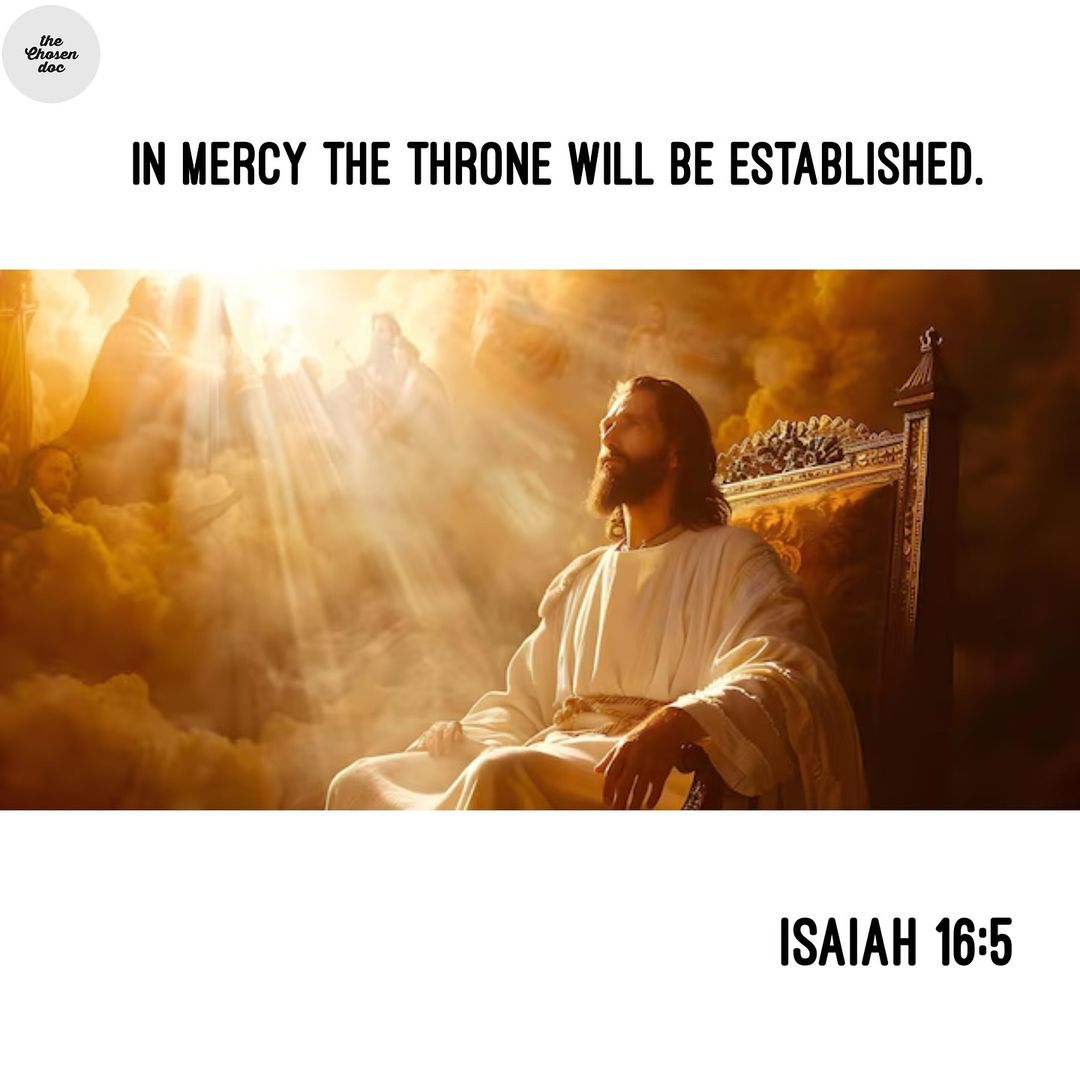 the
Chosen
doc
IN MERCY THE THRONE WILL BE ESTABLISHED.
ISAIAH 16:5